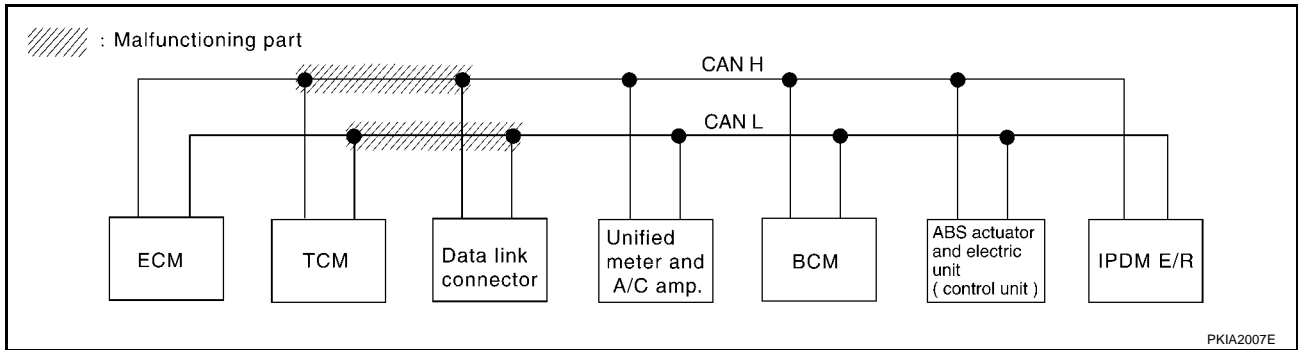 : Malfunctioning part
CAN H
CAN L
ECM
TCM
Data link
connector
Unified
meter and
A/C amp.
BCM
ABS actuator
and electric
unit
( control unit )
IPDM E/R
PKIA2007E